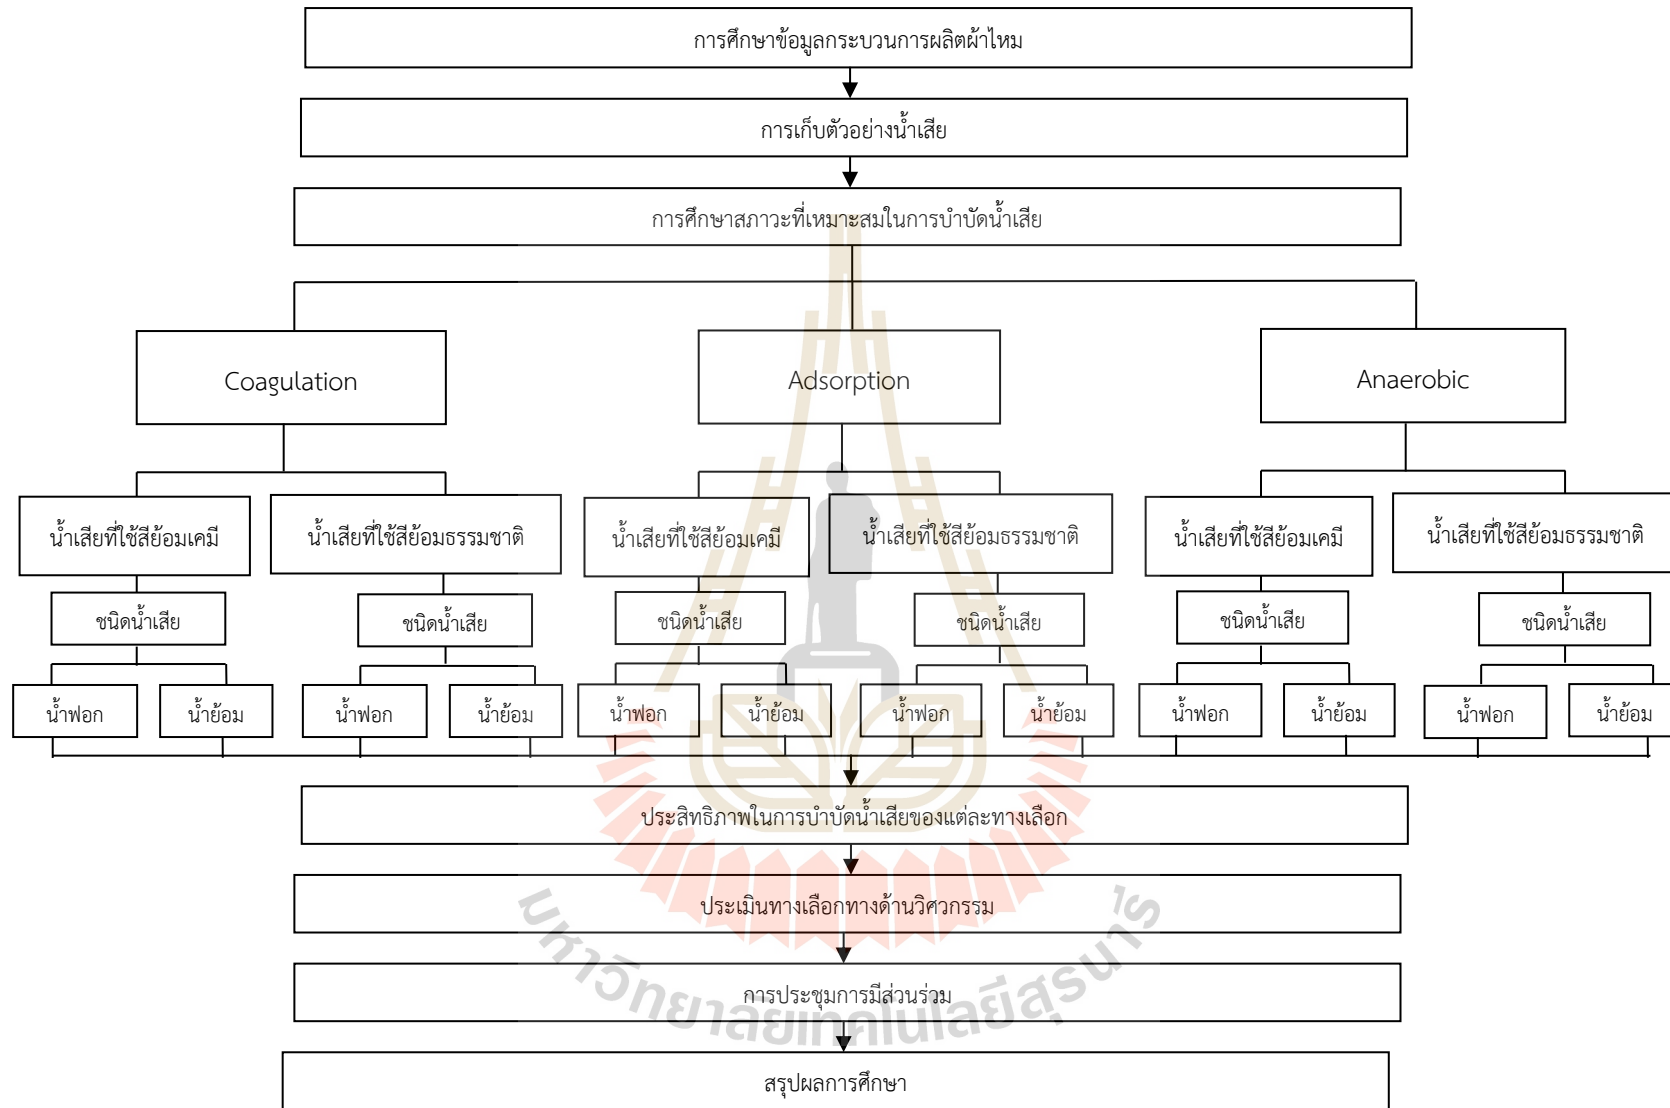 การศึกษาข้อมูลกระบวนการผลิตผ้าไหม
การเก็บตัวอย่างน้ำเสีย
การศึกษาสภาวะที่เหมาะสมในการบำบัดน้ำเสีย
Coagulation
Adsorption
Anaerobic
น้ำเสียที่ใช้สีย้อมเคมี
น้ำเสียที่ใช้สีย้อมธรรมชาติ
น้ำเสียที่ใช้สีย้อมเคมี
น้ำเสียที่ใช้สีย้อมธรรมชาติ
น้ำเสียที่ใช้สีย้อมเคมี
น้ำเสียที่ใช้สีย้อมธรรมชาติ
ชนิดน้ำเสีย
ชนิดน้ำเสีย
ชนิดน้ำเสีย
ชนิดน้ำเสีย
ชนิดน้ำเสีย
ชนิดน้ำเสีย
น้ำฟอก
น้ำย้อม
น้ำฟอก
น้ำย้อม
น้ำฟอก
น้ำย้อม
น้ำฟอก
น้ำย้อม
น้ำฟอก
น้ำย้อม
น้ำฟอก
น้ำย้อม
ประสิทธิภาพในการบำบัดน้ำเสียของแต่ละทางเลือก
ประเมินทางเลือกทางด้านวิศวกรรม
การประชุมการมีส่วนร่วม
มหาวิทยาลัยเทคโนโลยีสุรนารี
สรุปผลการศึกษา